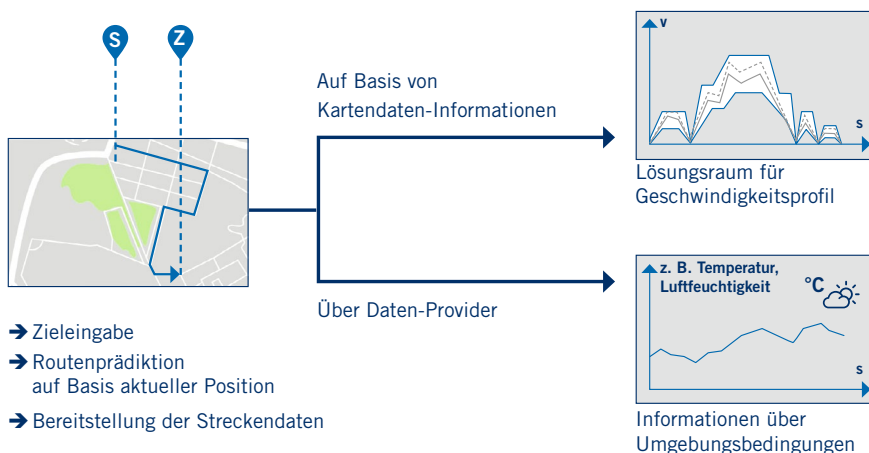 S
Z
Auf Basis von
Kartendaten-Informationen
v
s
Lösungsraum für
Geschwindigkeitsprofil
Über Daten-Provider
z. B. Temperatur,
Luftfeuchtigkeit
°C
s
Informationen über
Umgebungsbedingungen
➔ Zieleingabe
➔ Routenprädiktion
auf Basis aktueller Position
➔ Bereitstellung der Streckendaten